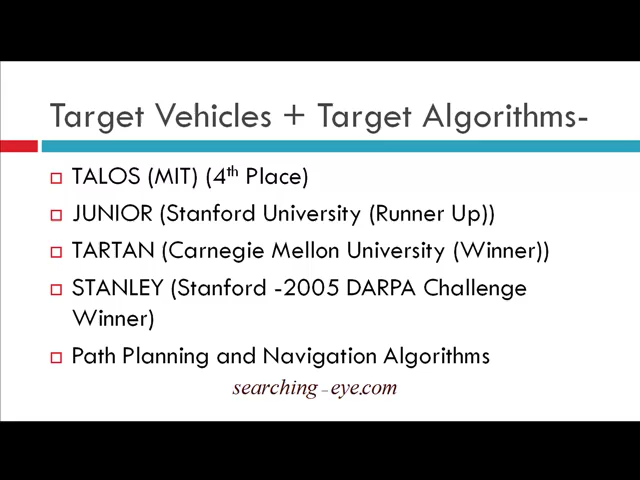 Target Vehicles + Target Algorithms-
TALOS (MIT) (4th Place)
JUNIOR (Stanford University (Runner Up))
TARTAN (Carnegie Mellon University (Winner))
STANLEY (Stanford -2005 DARPA Challenge
Winner)
Path Planning and Navigation Algorithms
searching - eye.com